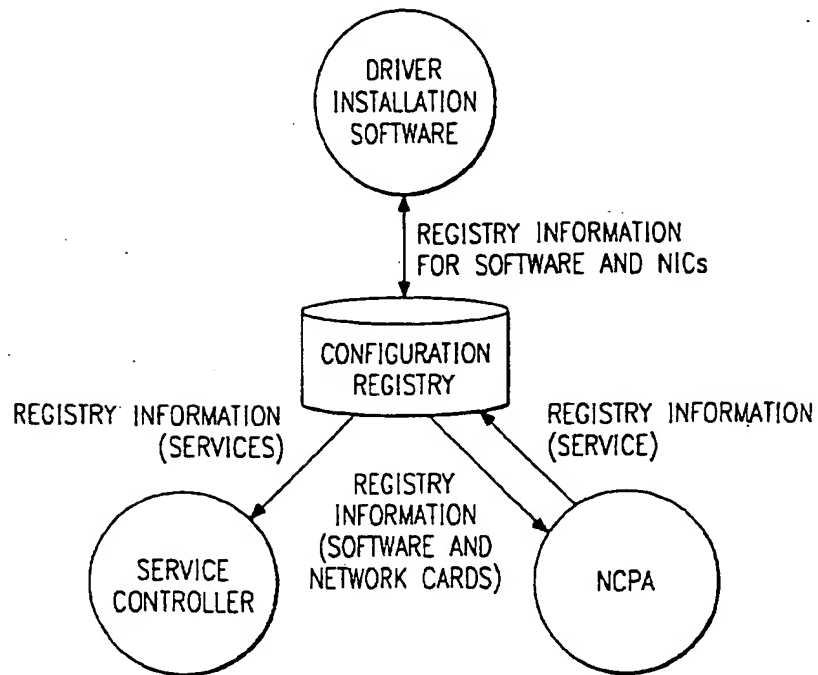 DRIVER
INSTALLATION
SOFTWARE
REGISTRY INFORMATION
FOR SOFTWARE AND NICs
CONFIGURATION
REGISTRY
REGISTRY INFORMATION
(SERVICES)
REGISTRY INFORMATION
(SERVICE)
REGISTRY
INFORMATION
(SOFTWARE AND
NETWORK CARDS)
SERVICE
CONTROLLER
NCPA